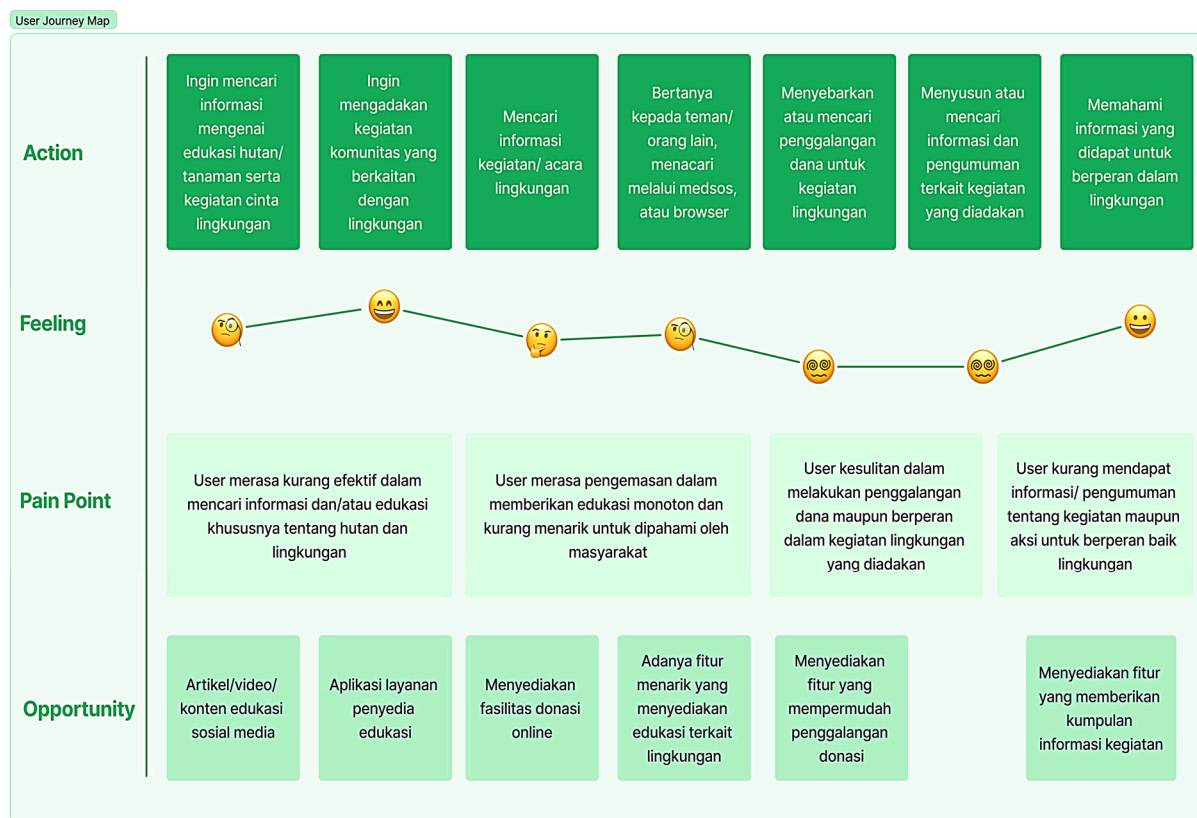 User Journey Map
Action
Ingin mencari
informasi
mengenai
edukasi hutan/
tanaman serta
kegiatan cinta
lingkungan
Ingin
mengadakan
kegiatan
komunitas yang
berkaitan
dengan
lingkungan
Mencari
informasi
kegiatan/ acara
lingkungan
Bertanya
kepada teman/
orang lain,
menacari
melalui medsos,
atau browser
Menyebarkan
atau mencari
penggalangan
dana untuk
kegiatan
lingkungan
Menyusun atau
mencari
informasi dan
pengumuman
terkait kegiatan
yang diadakan
Memahami
informasi yang
didapat untuk
berperan dalam
lingkungan
Feeling
Pain Point
User merasa kurang efektif dalam
mencari informasi dan/atau edukasi
khususnya tentang hutan dan
lingkungan
User merasa pengemasan dalam
memberikan edukasi monoton dan
kurang menarik untuk dipahami oleh
masyarakat
User kesulitan dalam
melakukan penggalangan
dana maupun berperan
dalam kegiatan lingkungan
yang diadakan
User kurang mendapat
informasi/ pengumuman
tentang kegiatan maupun
aksi untuk berperan baik
lingkungan
Opportunity
Artikel/video/
konten edukasi
sosial media
Aplikasi layanan
penyedia
edukasi
Menyediakan
fasilitas donasi
online
Adanya fitur
menarik yang
menyediakan
edukasi terkait
lingkungan
Menyediakan
fitur yang
mempermudah
penggalangan
donasi
Menyediakan fitur
yang memberikan
kumpulan
informasi kegiatan